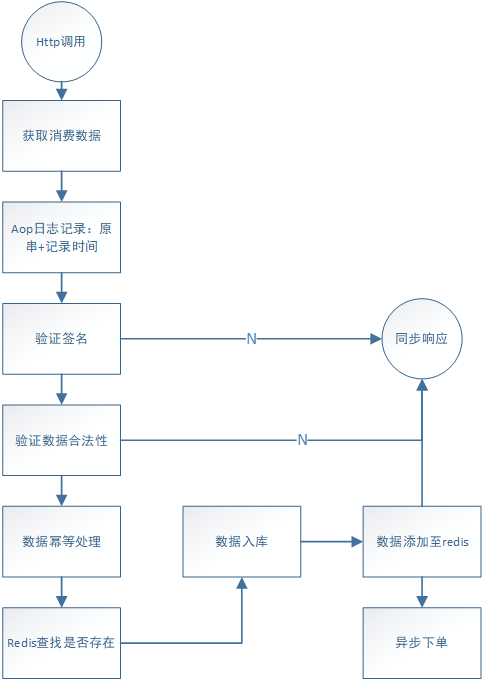 Http调用
获取消费数据
Aop日志记录：原
串+记录时间
验证签名
N
同步响应
验证数据合法性
N
数据幂等处理
数据入库
数据添加至redis
Redis查找是否存在
异步下单